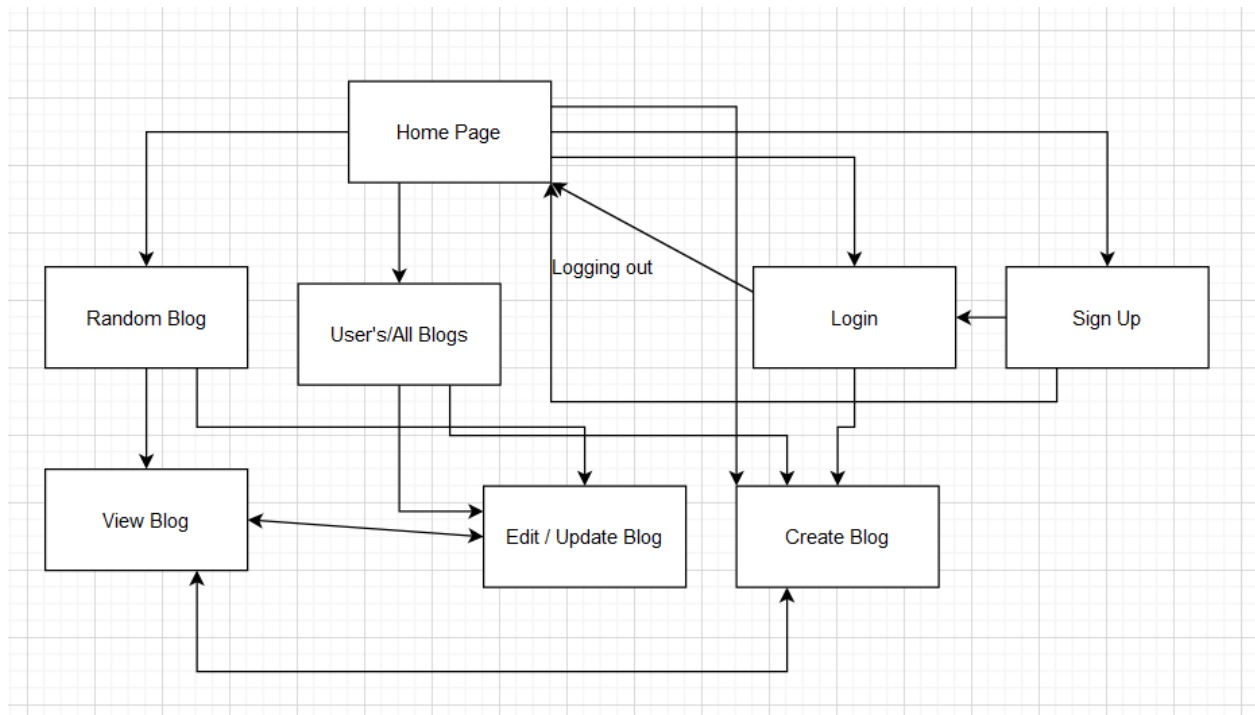 Home Page
Logging out
Random Blog
User's/All Blogs
Login
Sign Up
View Blog
Edit / Update Blog
Create Blog